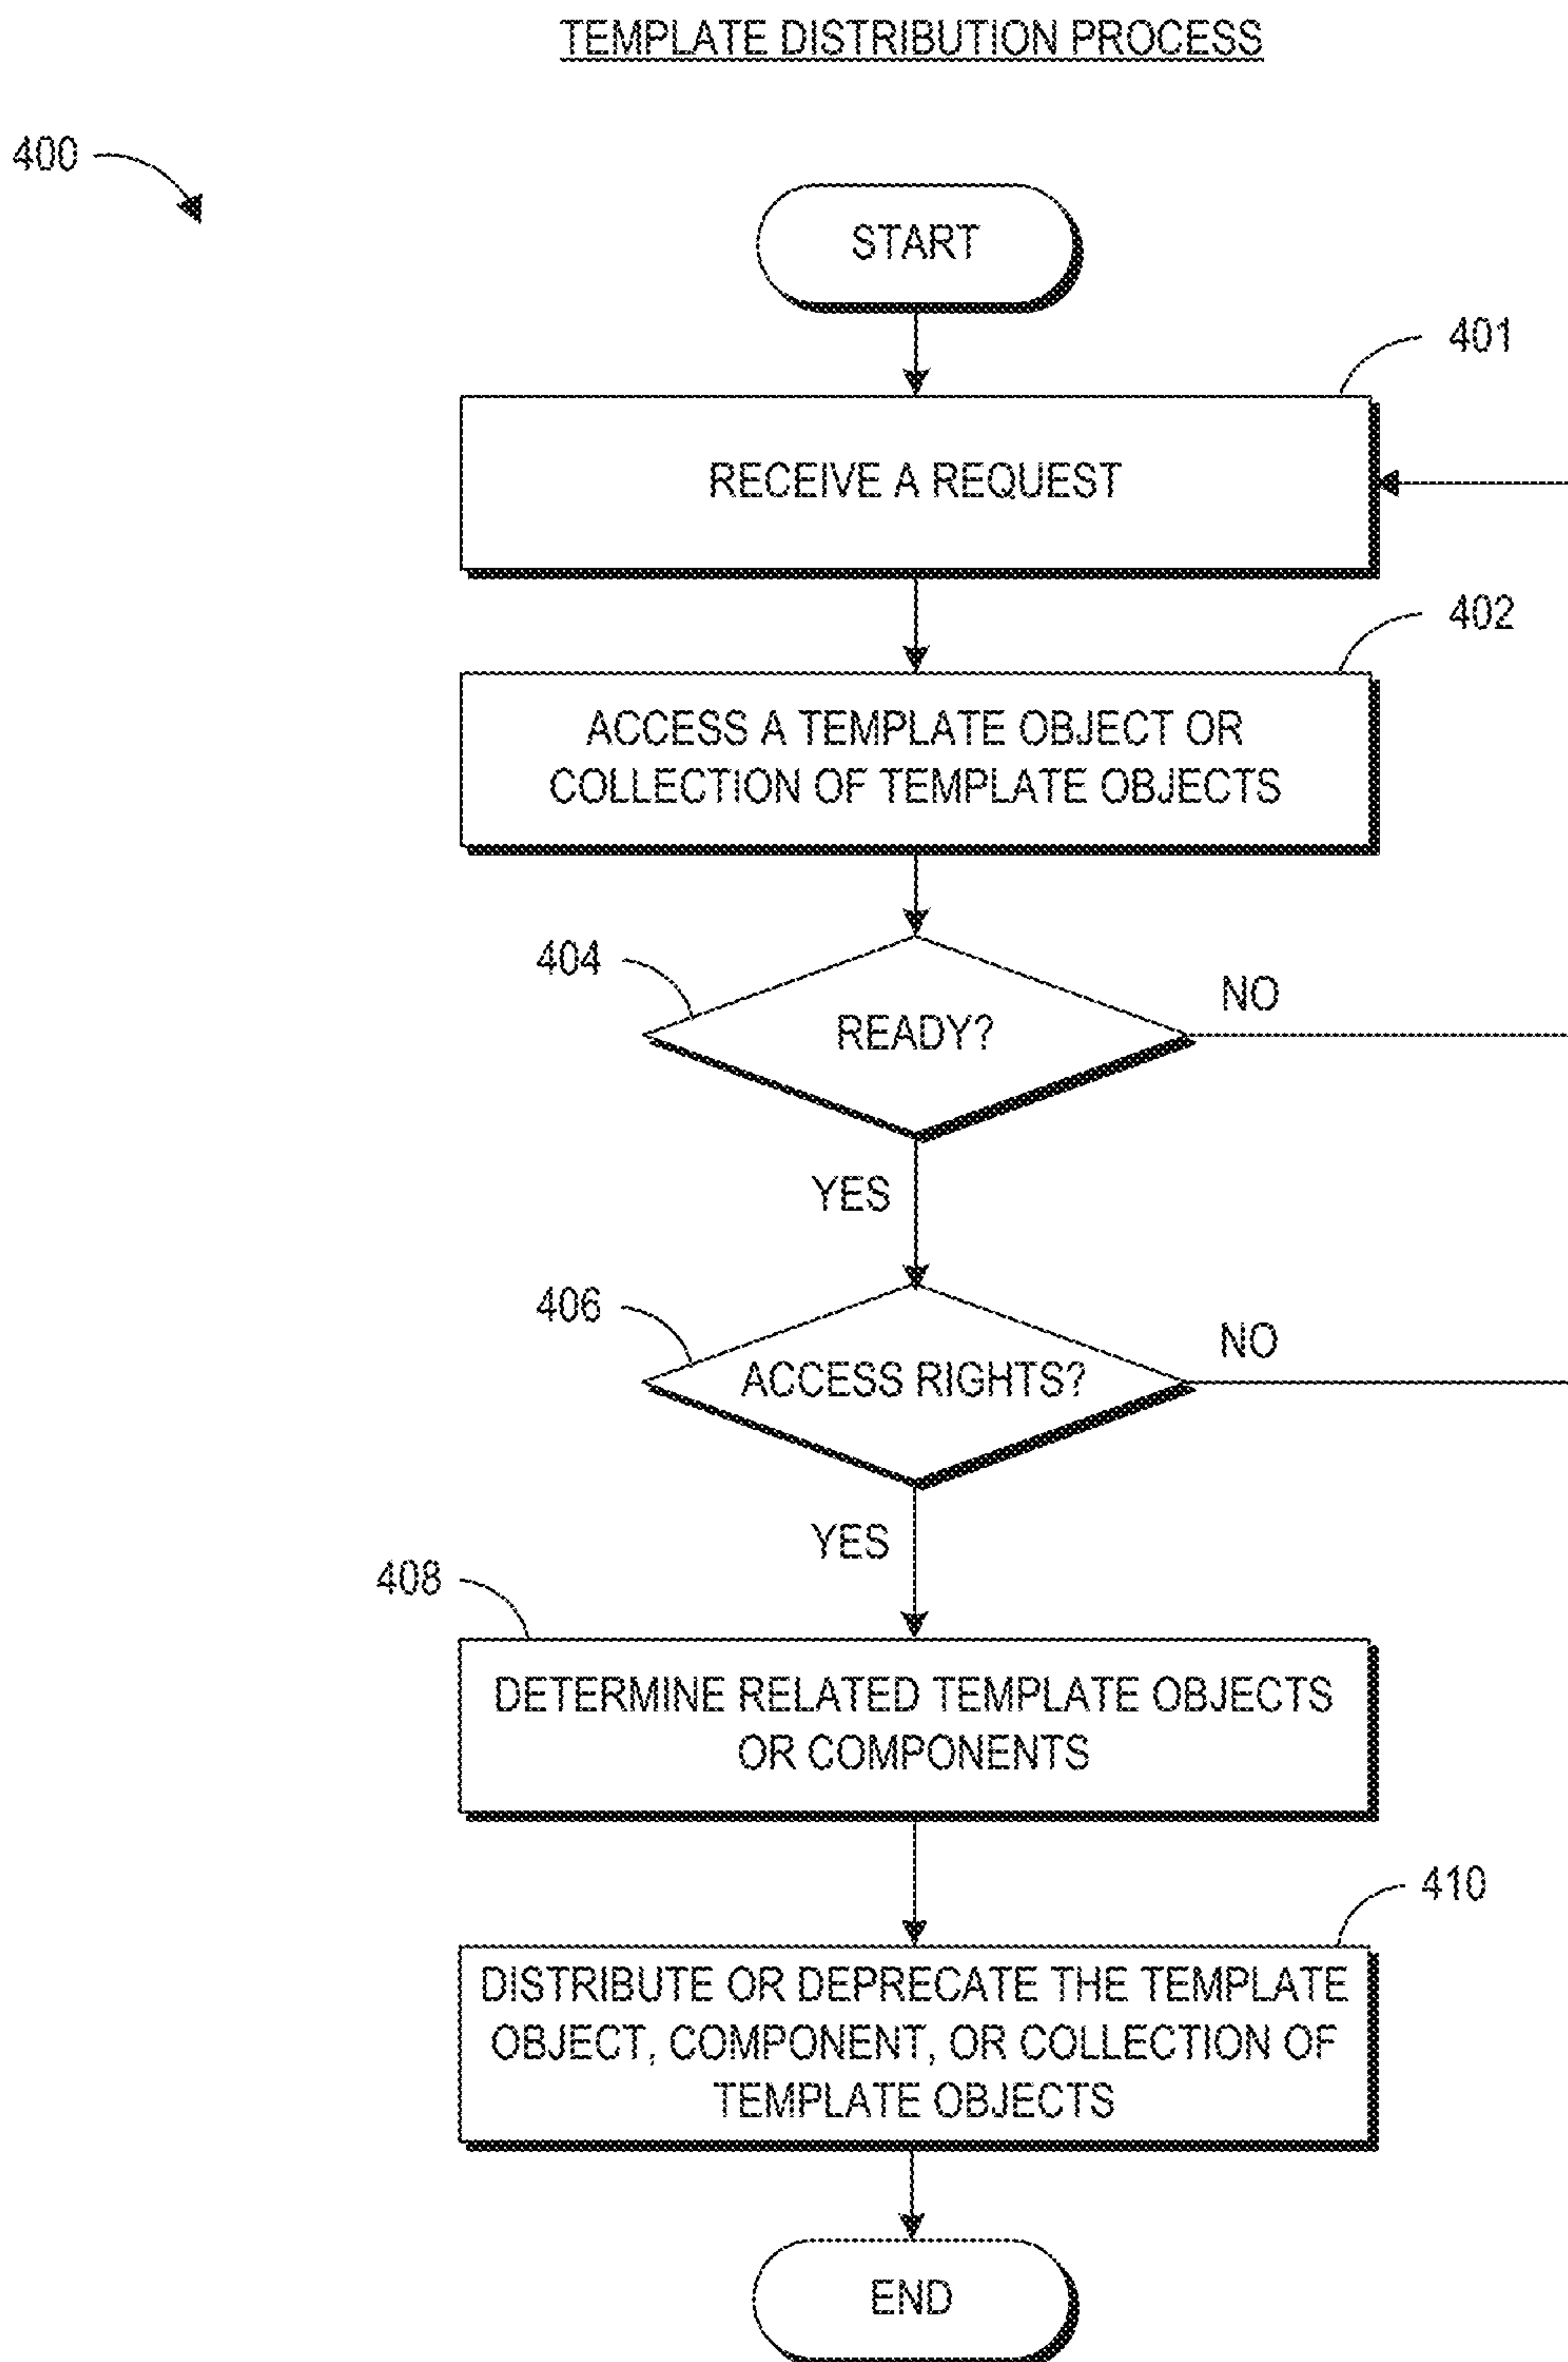 TEMPLATE DISTRIBUTION PROCESS
400
START
401
RECEIVE A REQUEST
402
ACCESS A TEMPLATE OBJECT OR
COLLECTION OF TEMPLATE OBJECTS
404
READY?
NO
YES
406
ACCESS RIGHTS?
NO
YES
408
DETERMINE RELATED TEMPLATE OBJECTS
OR COMPONENTS
410
DISTRIBUTE OR DEPRECATE THE TEMPLATE
OBJECT, COMPONENT, OR COLLECTION OF
TEMPLATE OBJECTS
END